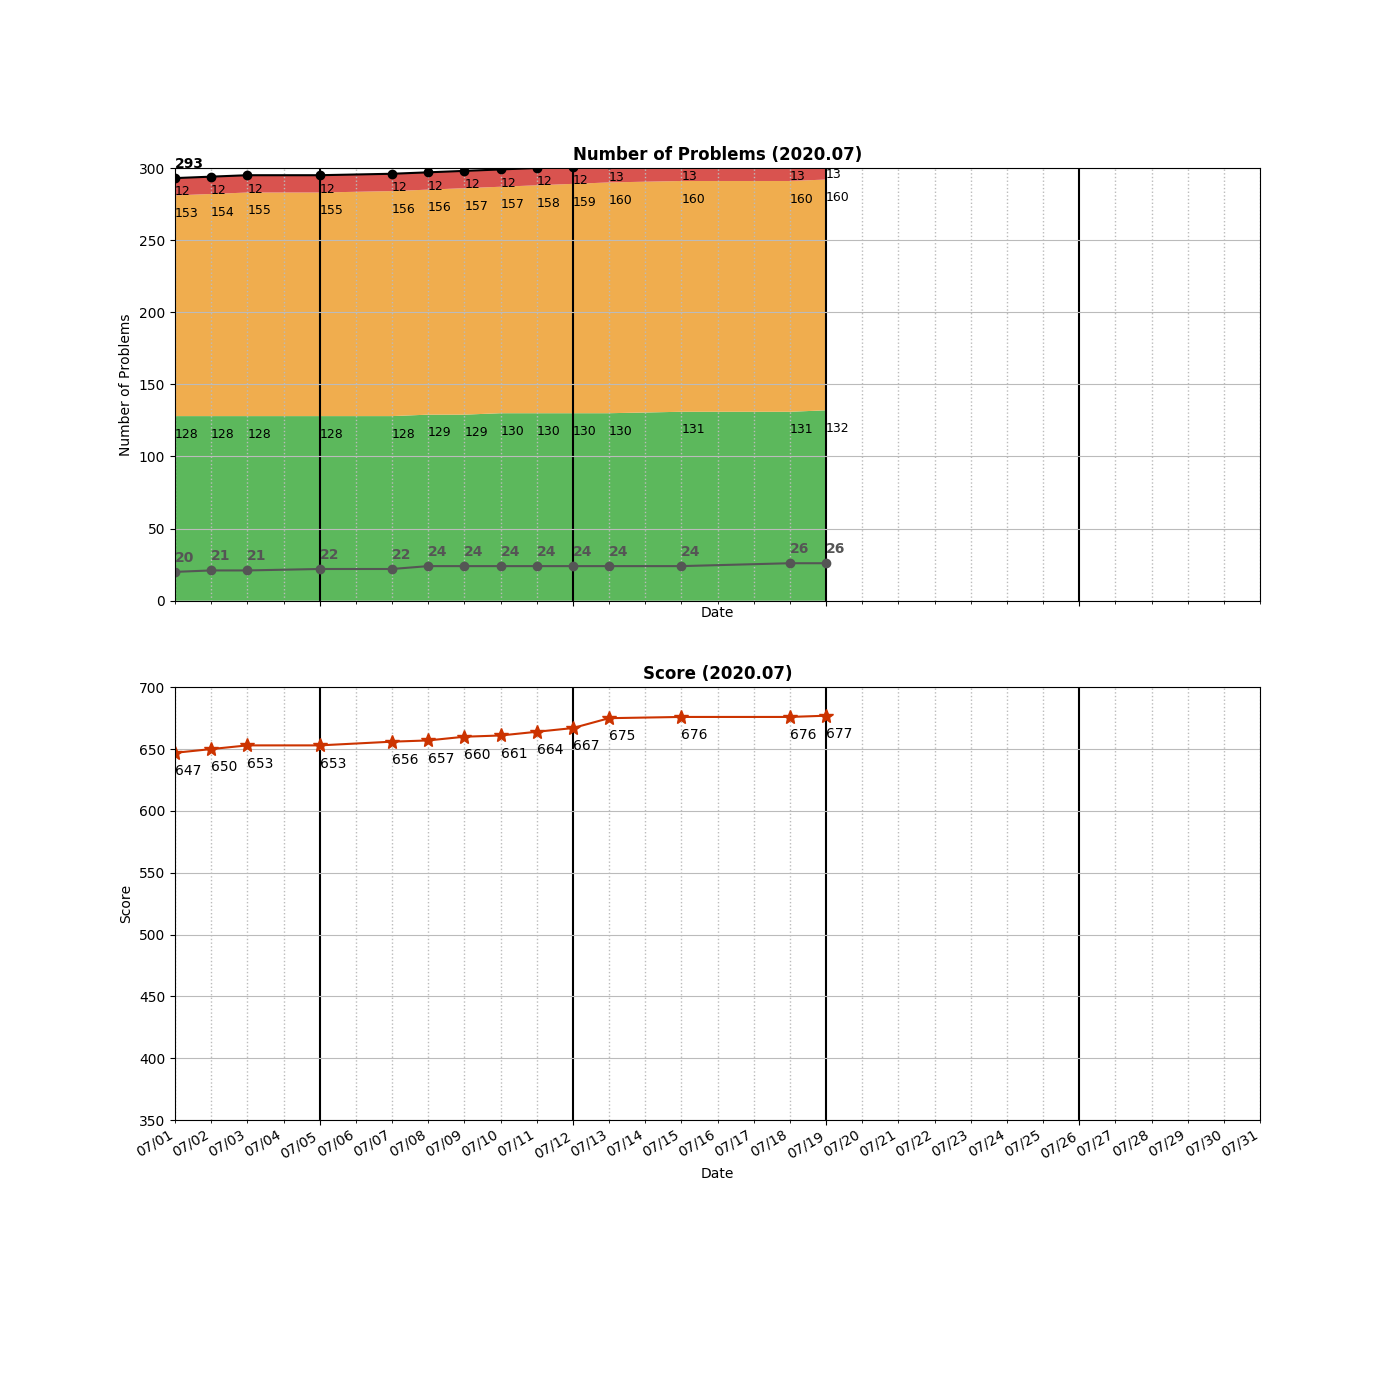 Number of Problems (2020.07)
293
300
12 12 12 12 12 12 12 12 12 12 13 13 13 13
153 154 155 155 156 156 157 157 158 159 160 160 160 160
250
200
150
128 128 128 128 128 129 129 130 130 130 130 131 131 132
100
50
20 21 21 22 22 24 24 24 24 24 24 24 26 26
0
Number of Problems
Date
Score (2020.07)
700
647 650 653 653 656 657 660 661 664 667 675 676 676 677
650
600
550
500
450
400
350
Score
07/01 07/02 07/03 07/04 07/05 07/06 07/07 07/08 07/09 07/10 07/11 07/12 07/13 07/14 07/15 07/16 07/17 07/18 07/19 07/20 07/21 07/22 07/23 07/24 07/25 07/26 07/27 07/28 07/29 07/30 07/31
Date